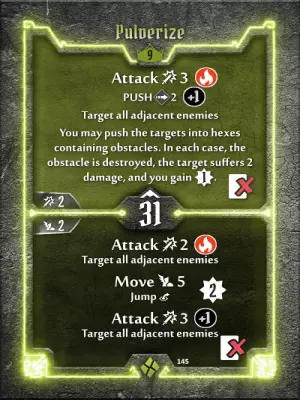 Pulverize
9
Attack 3
PUSH 2 +1
Target all adjacent enemies
You may push the targets into hexes
containing obstacles. In each case, the
obstacle is destroyed, the target suffers 2
damage, and you gain 1.
2
31
2
Attack 2
Target all adjacent enemies
Move 5
Jump
2
Attack 3 +1
Target all adjacent enemies
145